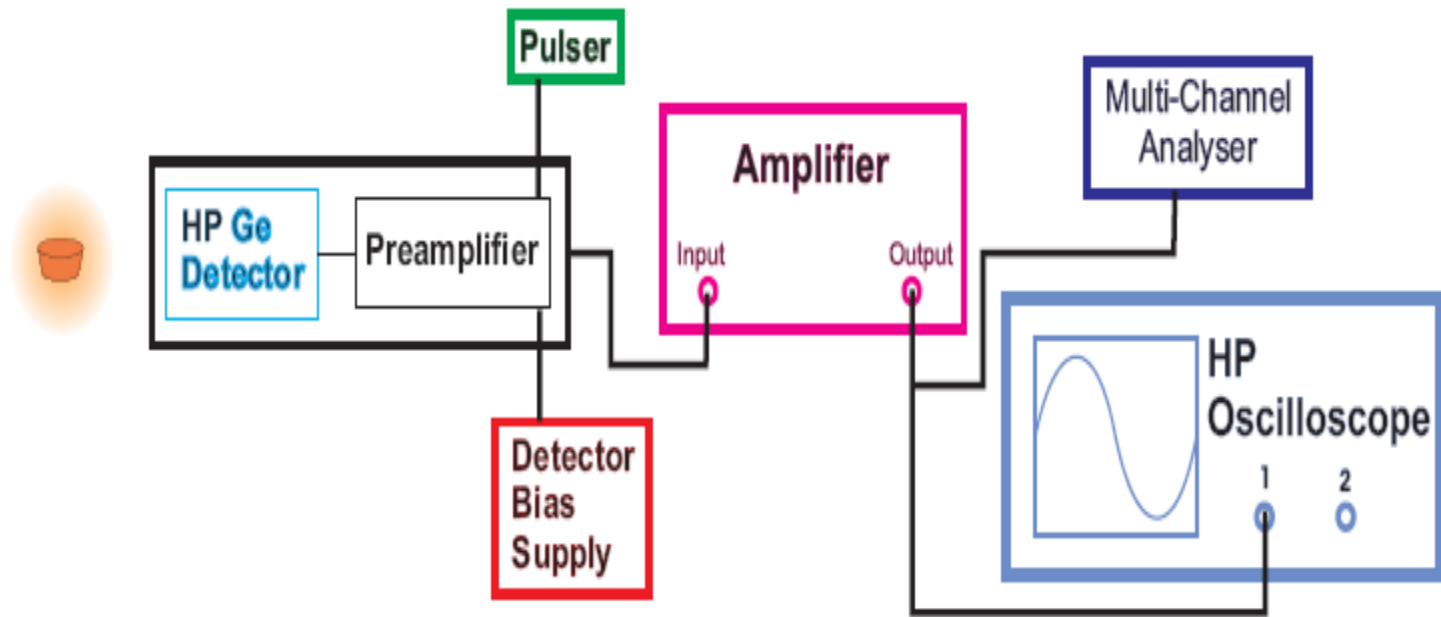 Pulser
HP Ge
Detector
Preamplifier
Detector
Bias
Supply
Amplifier
Input
Output
Multi-Channel
Analyser
HP
Oscilloscope
1
2